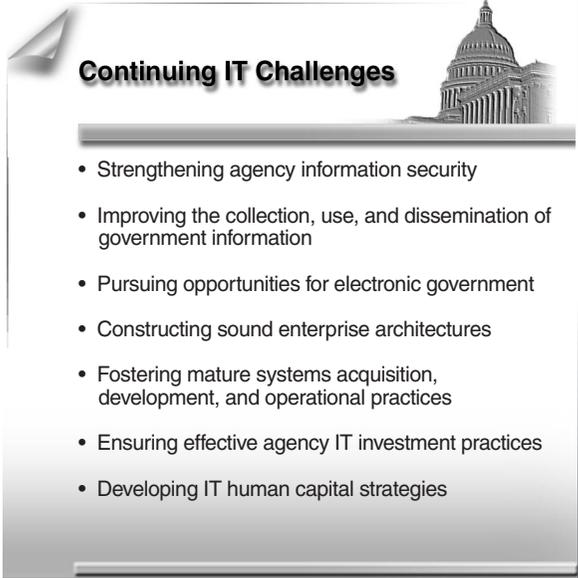 Continuing IT Challenges
• Strengthening agency information security
• Improving the collection, use, and dissemination of
government information
• Pursuing opportunities for electronic government
• Constructing sound enterprise architectures
• Fostering mature systems acquisition,
development, and operational practices
• Ensuring effective agency IT investment practices
• Developing IT human capital strategies